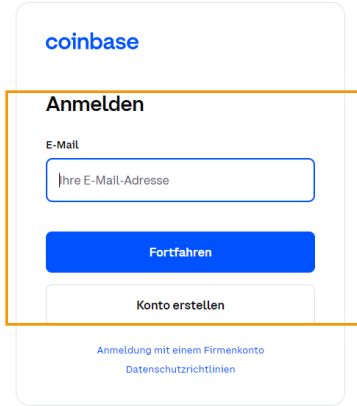 coinbase
Anmelden
E-Mail
Ihre E-Mail-Adresse
Fortfahren
Konto erstellen
Anmeldung mit einem Firmenkonto
Datenschutzrichtlinien